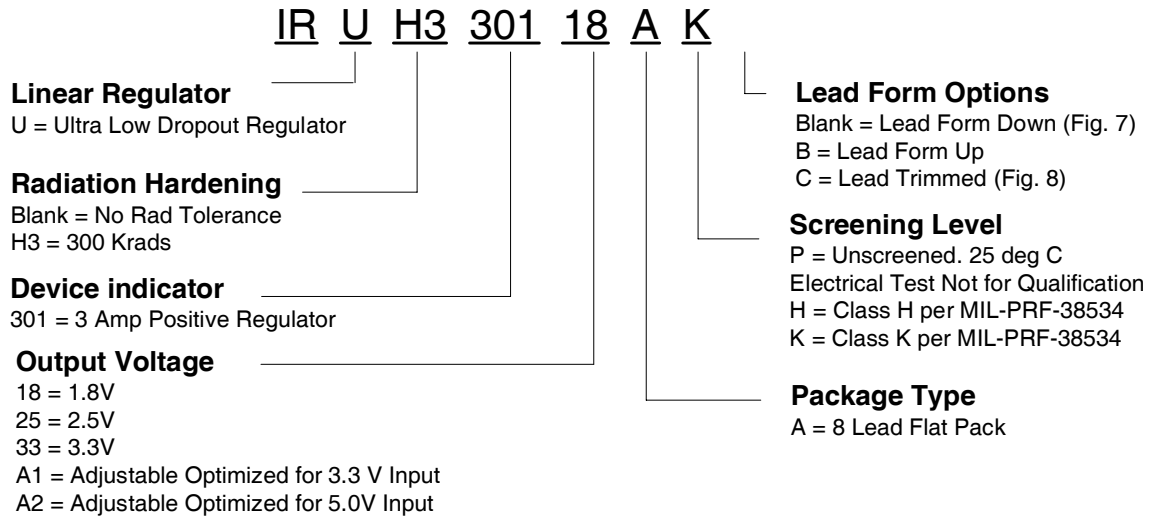 IR U H3 301 18 A K
Linear Regulator
U = Ultra Low Dropout Regulator
Radiation Hardening
Blank = No Rad Tolerance
H3 = 300 Krads
Device indicator
301 = 3 Amp Positive Regulator
Output Voltage
18 = 1.8V
25 = 2.5V
33 = 3.3V
A1 = Adjustable Optimized for 3.3 V Input
A2 = Adjustable Optimized for 5.0V Input
Lead Form Options
Blank = Lead Form Down (Fig. 7)
B = Lead Form Up
C = Lead Trimmed (Fig. 8)
Screening Level
P = Unscreened. 25 deg C
Electrical Test Not for Qualification
H = Class H per MIL-PRF-38534
K = Class K per MIL-PRF-38534
Package Type
A = 8 Lead Flat Pack